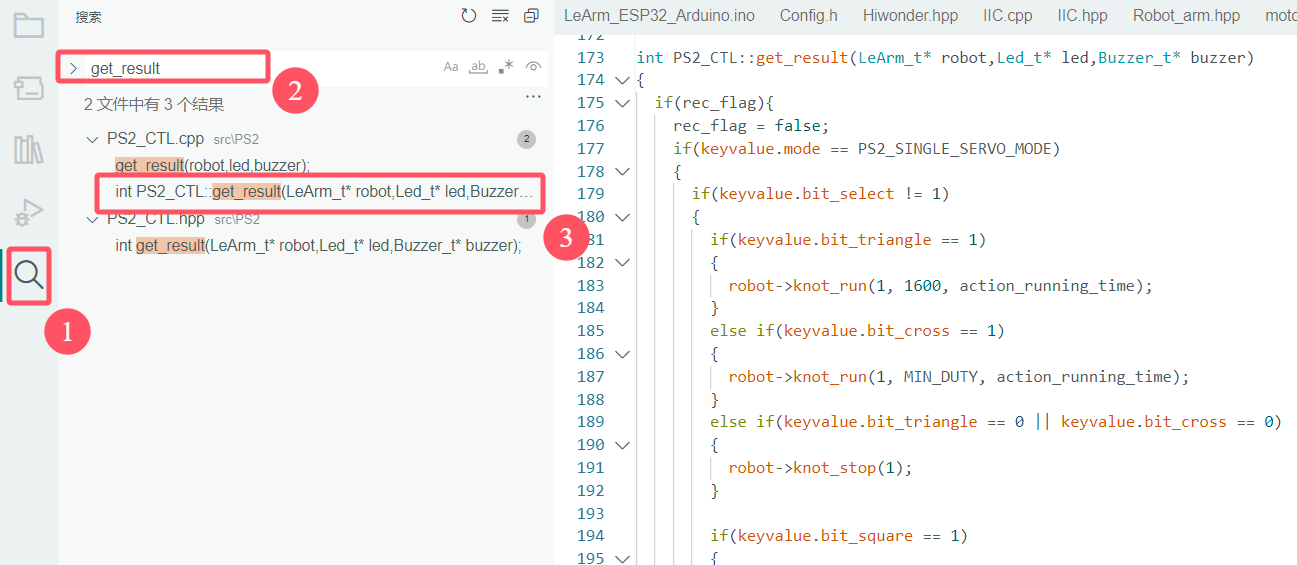 搜索
get_result
Aa
ab
2
2 文件中有 3 个结果
PS2_CTL.cpp src\PS2
2
get_result(robot,led,buzzer);
int PS2_CTL::get_result(LeArm_t* robot,Led_t* led,Buzzer…
PS2_CTL.hpp src\PS2
1
int get_result(LeArm_t* robot,Led_t* led,Buzzer_t* buzzer);
3
1
LeArm_ESP32_Arduino.ino Config.h Hiwonder.hpp IIC.cpp IIC.hpp Robot_arm.hpp moto
172
173 int PS2_CTL::get_result(LeArm_t* robot,Led_t* led,Buzzer_t* buzzer)
174 {
175 if(rec_flag){
176 rec_flag = false;
177 if(keyvalue.mode == PS2_SINGLE_SERVO_MODE)
178 {
179 if(keyvalue.bit_select != 1)
180 {
81 if(keyvalue.bit_triangle == 1)
182 {
183 robot->knot_run(1, 1600, action_running_time);
184 }
185 else if(keyvalue.bit_cross == 1)
186 {
187 robot->knot_run(1, MIN_DUTY, action_running_time);
188 }
189 else if(keyvalue.bit_triangle == 0 || keyvalue.bit_cross == 0)
190 {
191 robot->knot_stop(1);
192 }
193
194 if(keyvalue.bit_square == 1)
195 {